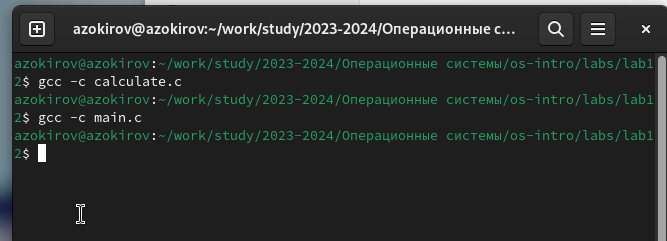 azokirov@azokirov:~/work/study/2023-2024/Операционные с…
azokirov@azokirov:~/work/study/2023-2024/Операционные системы/os-intro/labs/lab1
2$ gcc -c calculate.c
azokirov@azokirov:~/work/study/2023-2024/Операционные системы/os-intro/labs/lab1
2$ gcc -c main.c
azokirov@azokirov:~/work/study/2023-2024/Операционные системы/os-intro/labs/lab1
2$